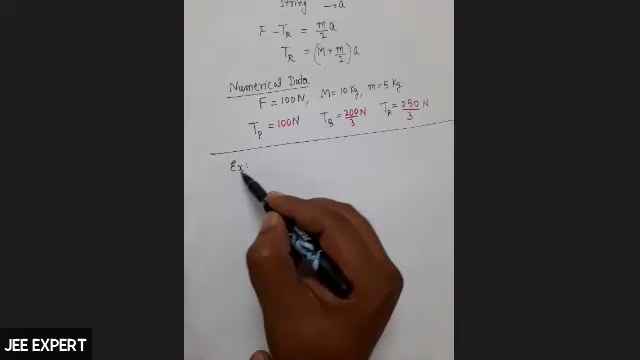 String → a
F - T_R = m/2 a
T_R = (M + m/2) a
Numerical Data
F = 100N, M = 10 Kg, m = 5 Kg
T_P = 100N T_Q = 200/3 N T_R = 250/3 N
Ex:
JEE EXPERT